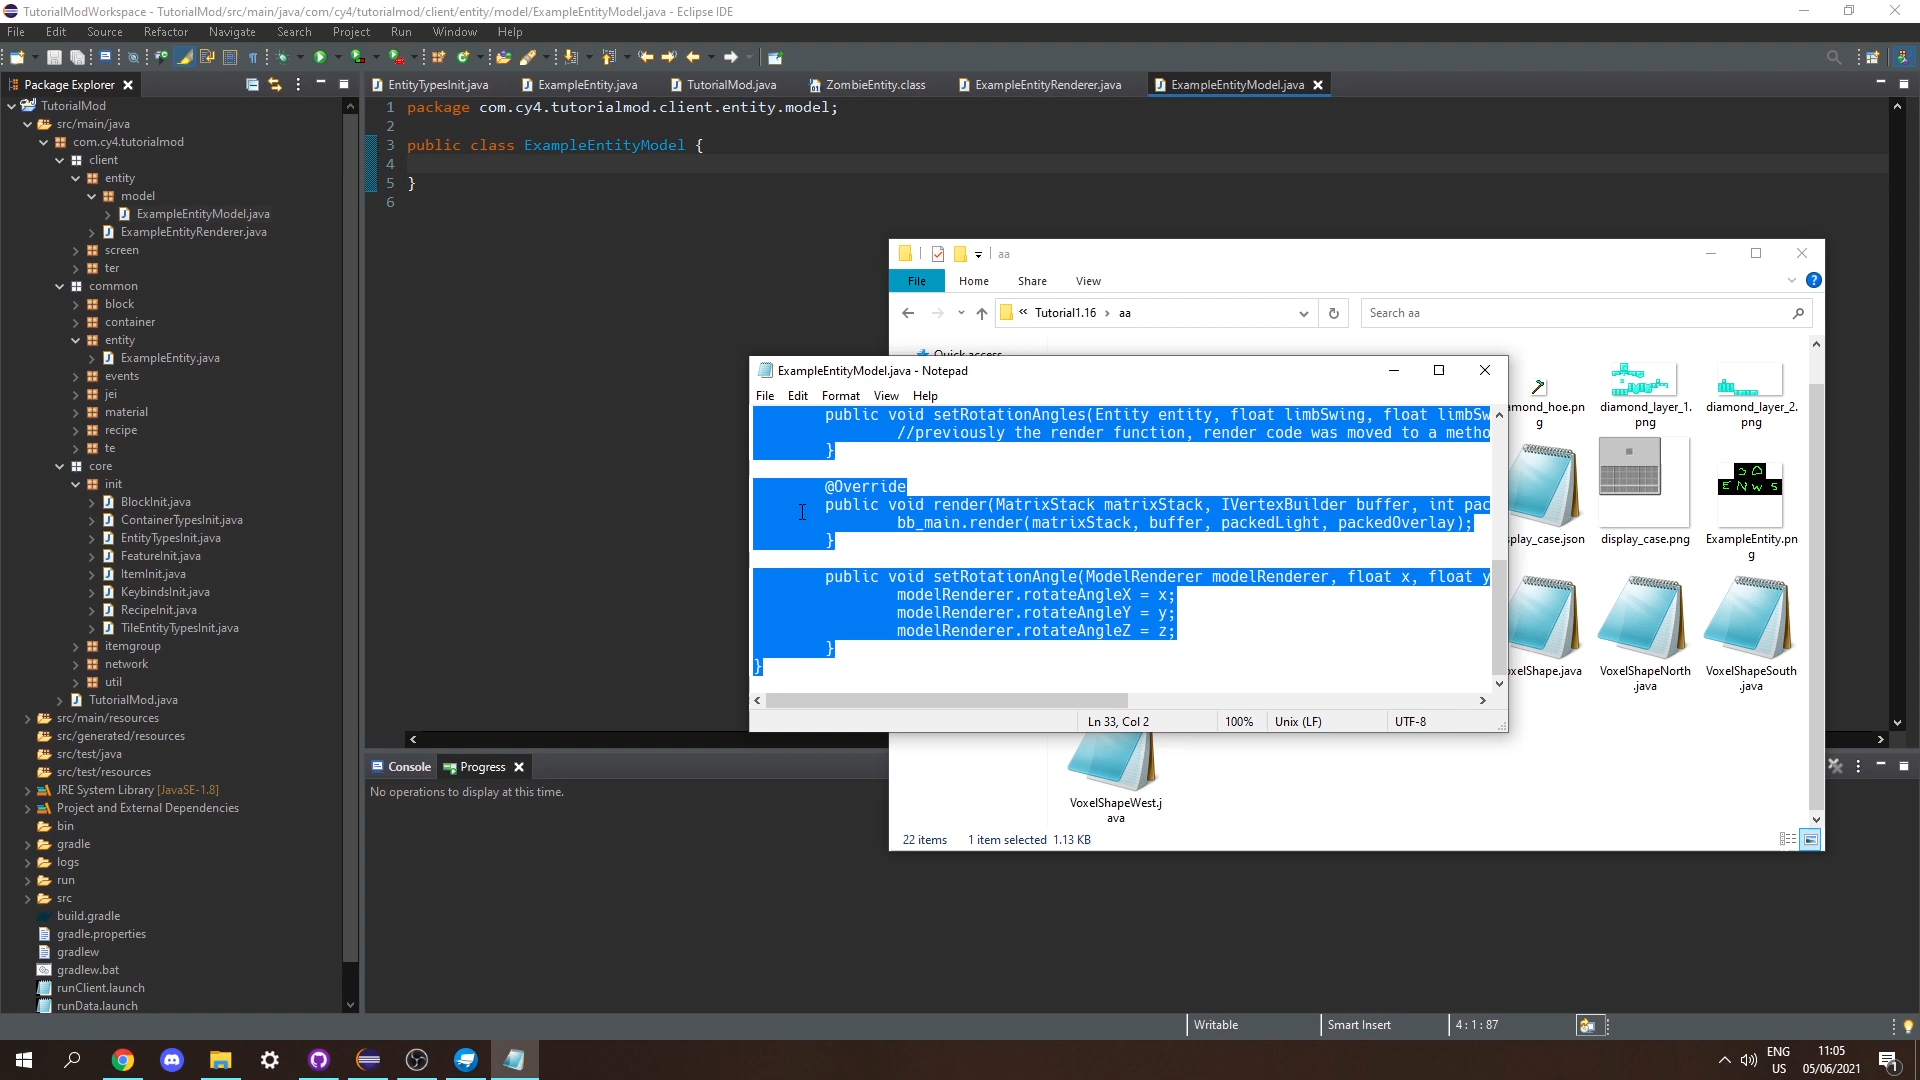 TutorialModWorkspace - TutorialMod/src/main/java/com/cy4/tutorialmod/client/entity/model/ExampleEntityModel.java - Eclipse IDE
File Edit Source Refactor Navigate Search Project Run Window Help
Package Explorer
EntityTypesInit.java ExampleEntity.java TutorialMod.java ZombieEntity.class ExampleEntityRenderer.java ExampleEntityModel.java
TutorialMod
src/main/java
com.cy4.tutorialmod
client
entity
model
ExampleEntityModel.java
ExampleEntityRenderer.java
screen
ter
common
block
container
entity
ExampleEntity.java
events
jei
material
recipe
te
core
init
BlockInit.java
ContainerTypesInit.java
EntityTypesInit.java
FeatureInit.java
ItemInit.java
KeybindsInit.java
RecipeInit.java
TileEntityTypesInit.java
itemgroup
network
util
TutorialMod.java
src/main/resources
src/generated/resources
src/test/java
src/test/resources
JRE System Library [JavaSE-1.8]
Project and External Dependencies
bin
gradle
logs
run
src
build.gradle
gradle.properties
gradlew
gradlew.bat
runClient.launch
runData.launch
1 package com.cy4.tutorialmod.client.entity.model;
2
3 public class ExampleEntityModel {
4
5 }
6
aa
File Home Share View
« Tutorial1.16 › aa
Search aa
ExampleEntityModel.java - Notepad
File Edit Format View Help
public void setRotationAngles(Entity entity, float limbSwing, float limbSw
//previously the render function, render code was moved to a metho
}
@Override
public void render(MatrixStack matrixStack, IVertexBuilder buffer, int pac
bb_main.render(matrixStack, buffer, packedLight, packedOverlay);
}
public void setRotationAngle(ModelRenderer modelRenderer, float x, float y
modelRenderer.rotateAngleX = x;
modelRenderer.rotateAngleY = y;
modelRenderer.rotateAngleZ = z;
}
}
Ln 33, Col 2 100% Unix (LF) UTF-8
amond_hoe.pn
g
diamond_layer_1.
png
diamond_layer_2.
png
E N W S
splay_case.json
display_case.png
ExampleEntity.pn
g
oxelShape.java
VoxelShapeNorth
.java
VoxelShapeSouth
.java
VoxelShapeWest.j
ava
22 items 1 item selected 1.13 KB
Console Progress
No operations to display at this time.
Writable Smart Insert 4 : 1 : 87
ENG
US
11:05
05/06/2021
1